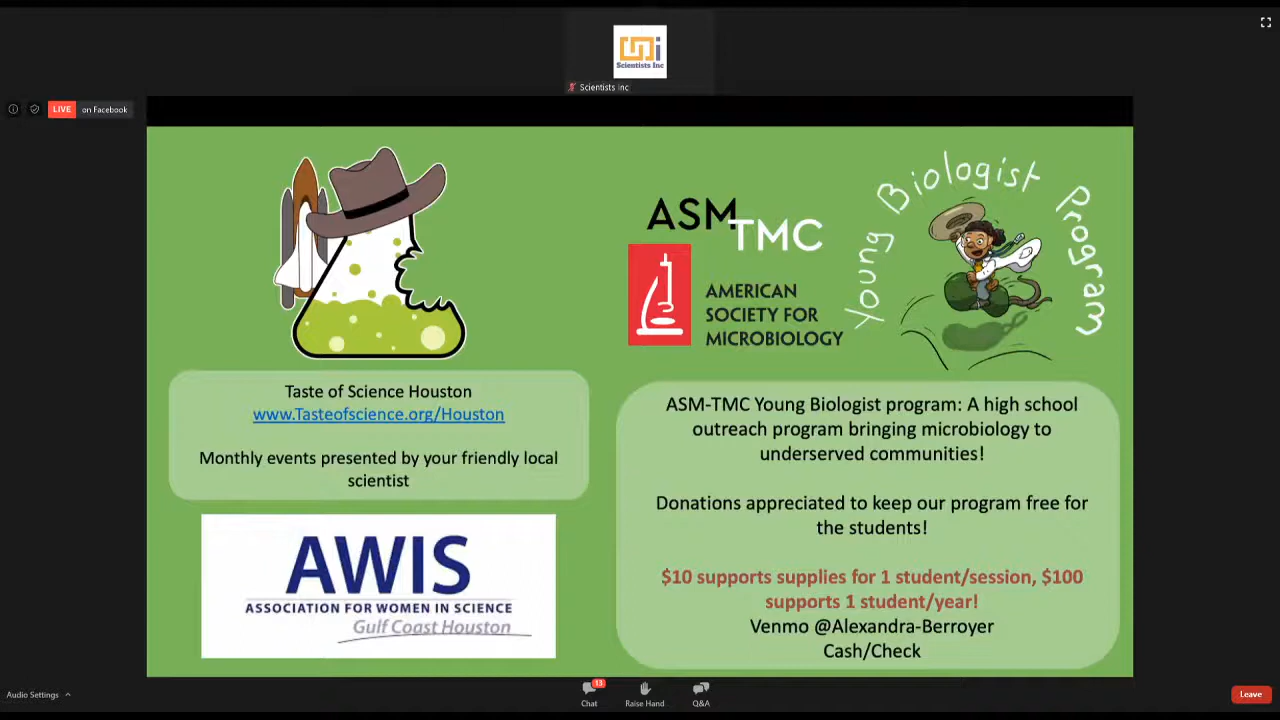 Scientists Inc
Scientists Inc
LIVE on Facebook
Young Biologist Program
ASM
TMC
AMERICAN
SOCIETY FOR
MICROBIOLOGY
Taste of Science Houston
www.Tasteofscience.org/Houston
Monthly events presented by your friendly local
scientist
AWIS
ASSOCIATION FOR WOMEN IN SCIENCE
Gulf Coast Houston
ASM-TMC Young Biologist program: A high school
outreach program bringing microbiology to
underserved communities!
Donations appreciated to keep our program free for
the students!
$10 supports supplies for 1 student/session, $100
supports 1 student/year!
Venmo @Alexandra-Berroyer
Cash/Check
Audio Settings
13
Chat
Raise Hand
Q&A
Leave